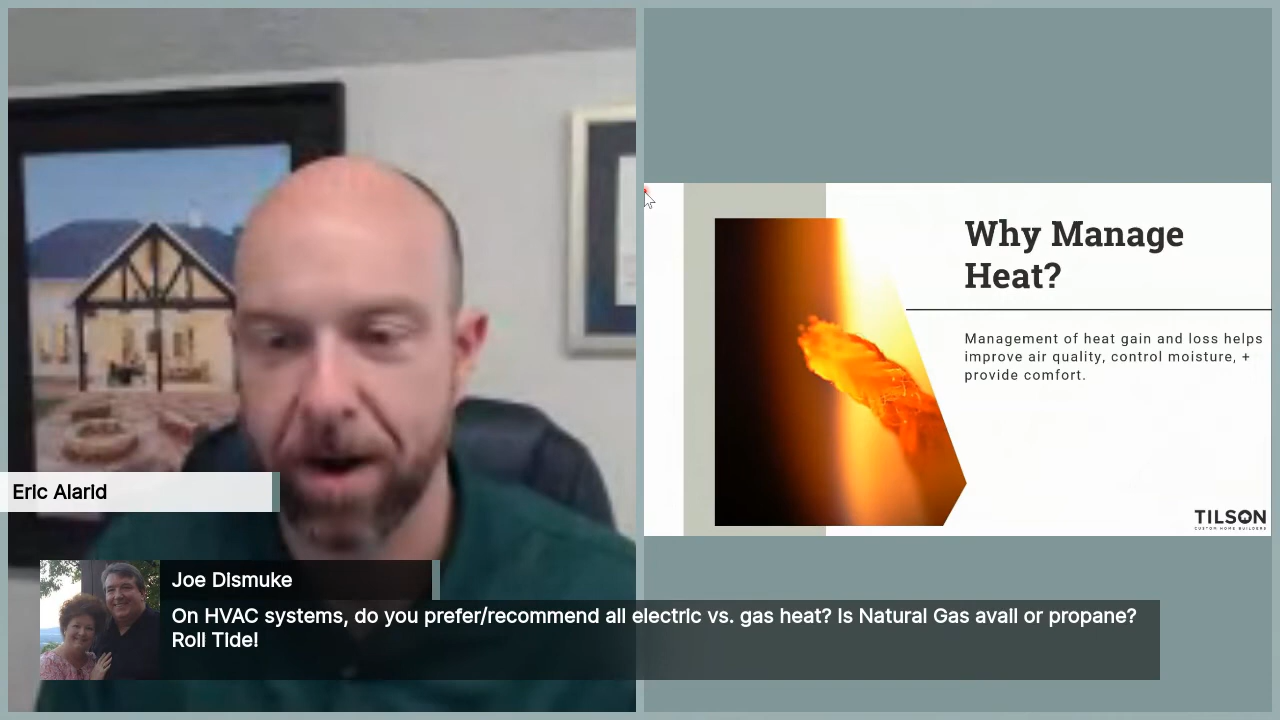 Why Manage
Heat?
Management of heat gain and loss helps
improve air quality, control moisture, +
provide comfort.
TILSON
CUSTOM HOME BUILDERS
Eric Alarid
Joe Dismuke
On HVAC systems, do you prefer/recommend all electric vs. gas heat? Is Natural Gas avail or propane?
Roll Tide!